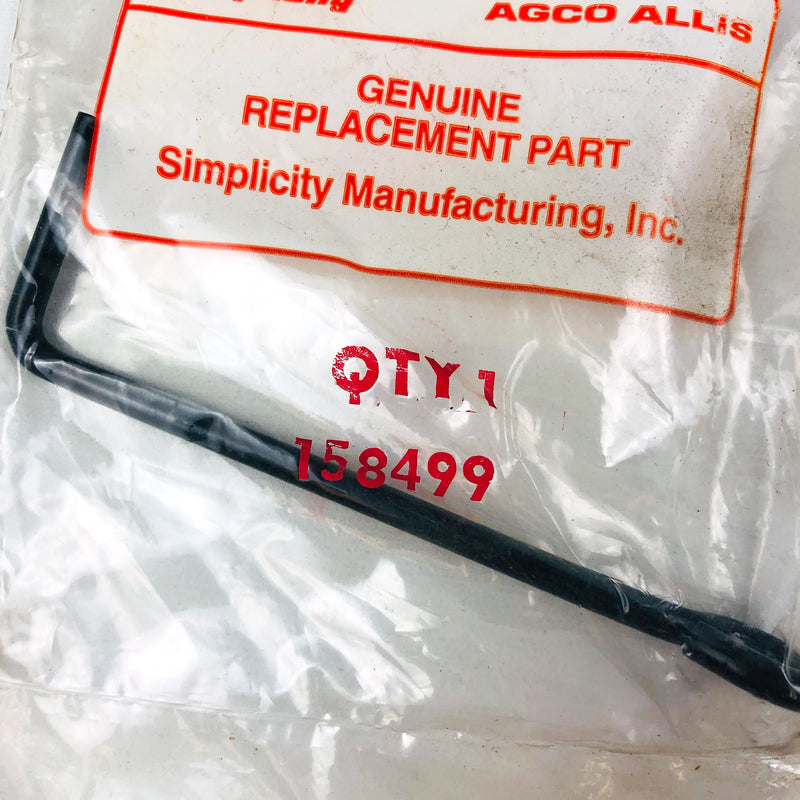 AGCO ALLIS
GENUINE
REPLACEMENT PART
Simplicity Manufacturing, Inc.
QTY 1
158499